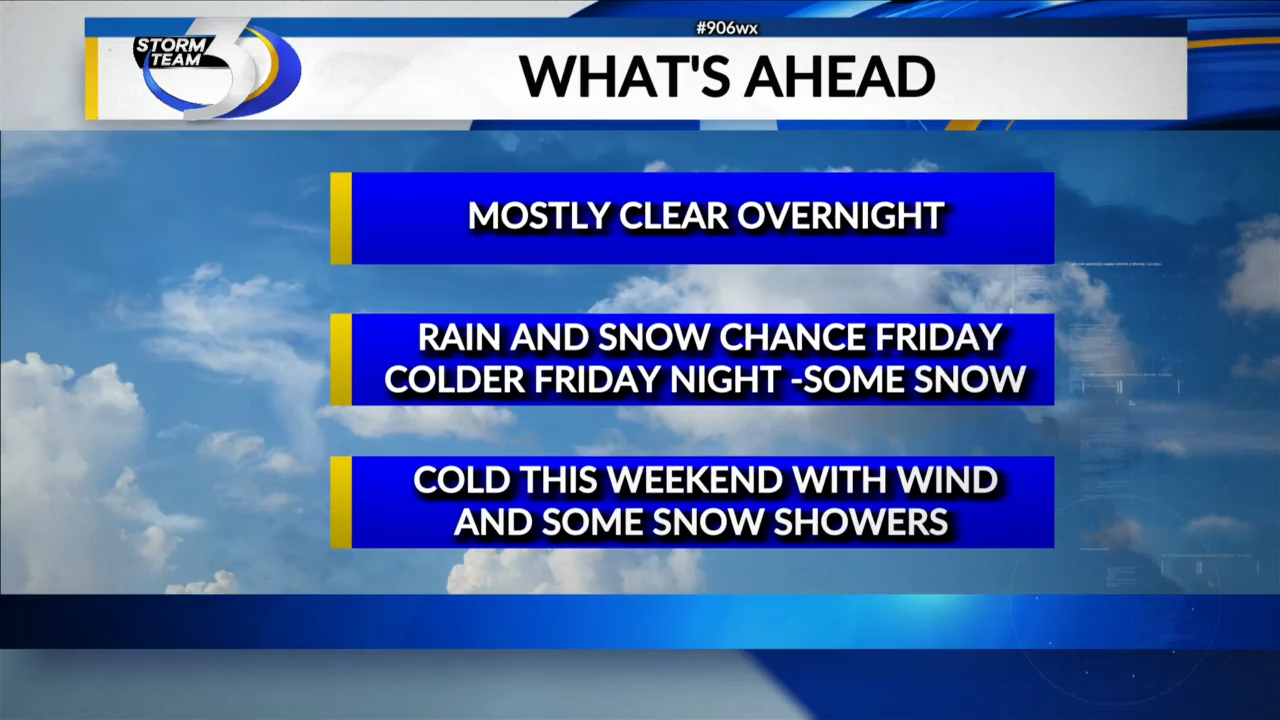 #906wx
STORM
TEAM
3
WHAT'S AHEAD
MOSTLY CLEAR OVERNIGHT
RAIN AND SNOW CHANCE FRIDAY
COLDER FRIDAY NIGHT -SOME SNOW
COLD THIS WEEKEND WITH WIND
AND SOME SNOW SHOWERS